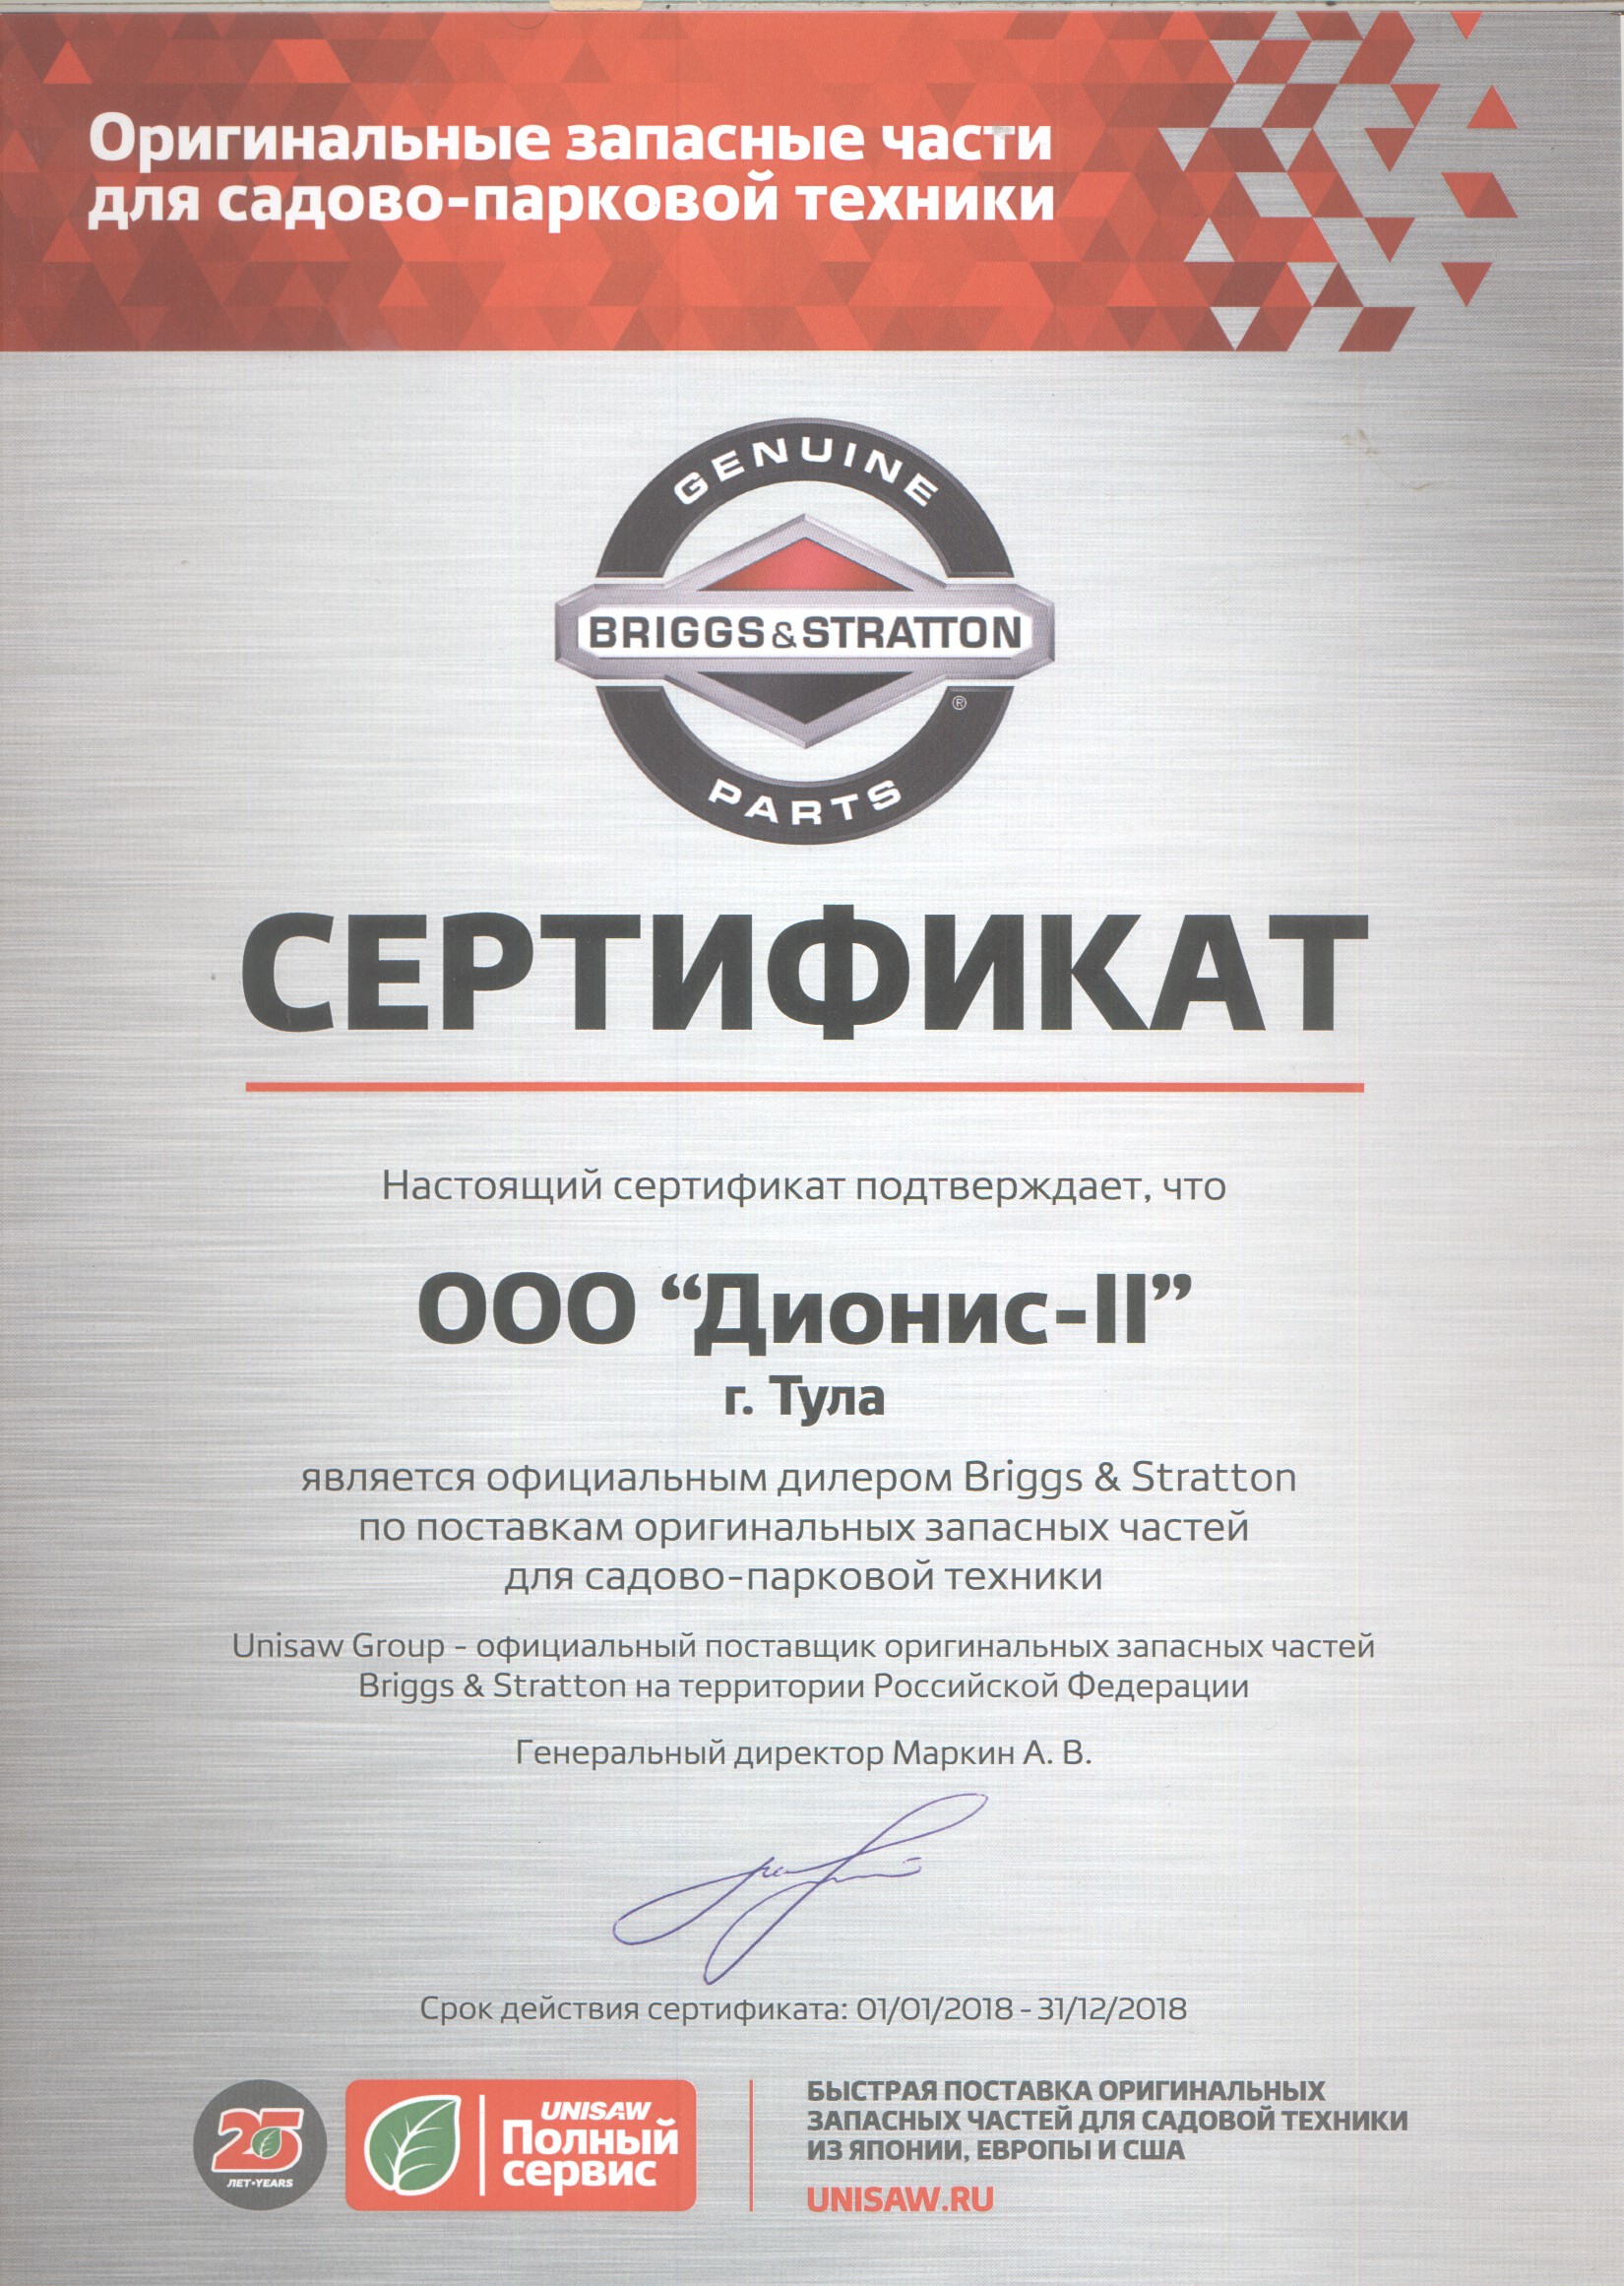 Оригинальные запасные части
для садово-парковой техники
GENUINE
BRIGGS & STRATTON
®
PARTS
СЕРТИФИКАТ
Настоящий сертификат подтверждает, что
ООО “Дионис-II”
г. Тула
является официальным дилером Briggs & Stratton
по поставкам оригинальных запасных частей
для садово-парковой техники
Unisaw Group - официальный поставщик оригинальных запасных частей
Briggs & Stratton на территории Российской Федерации
Генеральный директор Маркин А. В.
Срок действия сертификата: 01/01/2018 - 31/12/2018
25
ЛЕТ•YEARS
UNISAW
Полный
сервис
БЫСТРАЯ ПОСТАВКА ОРИГИНАЛЬНЫХ
ЗАПАСНЫХ ЧАСТЕЙ ДЛЯ САДОВОЙ ТЕХНИКИ
ИЗ ЯПОНИИ, ЕВРОПЫ И США
UNISAW.RU